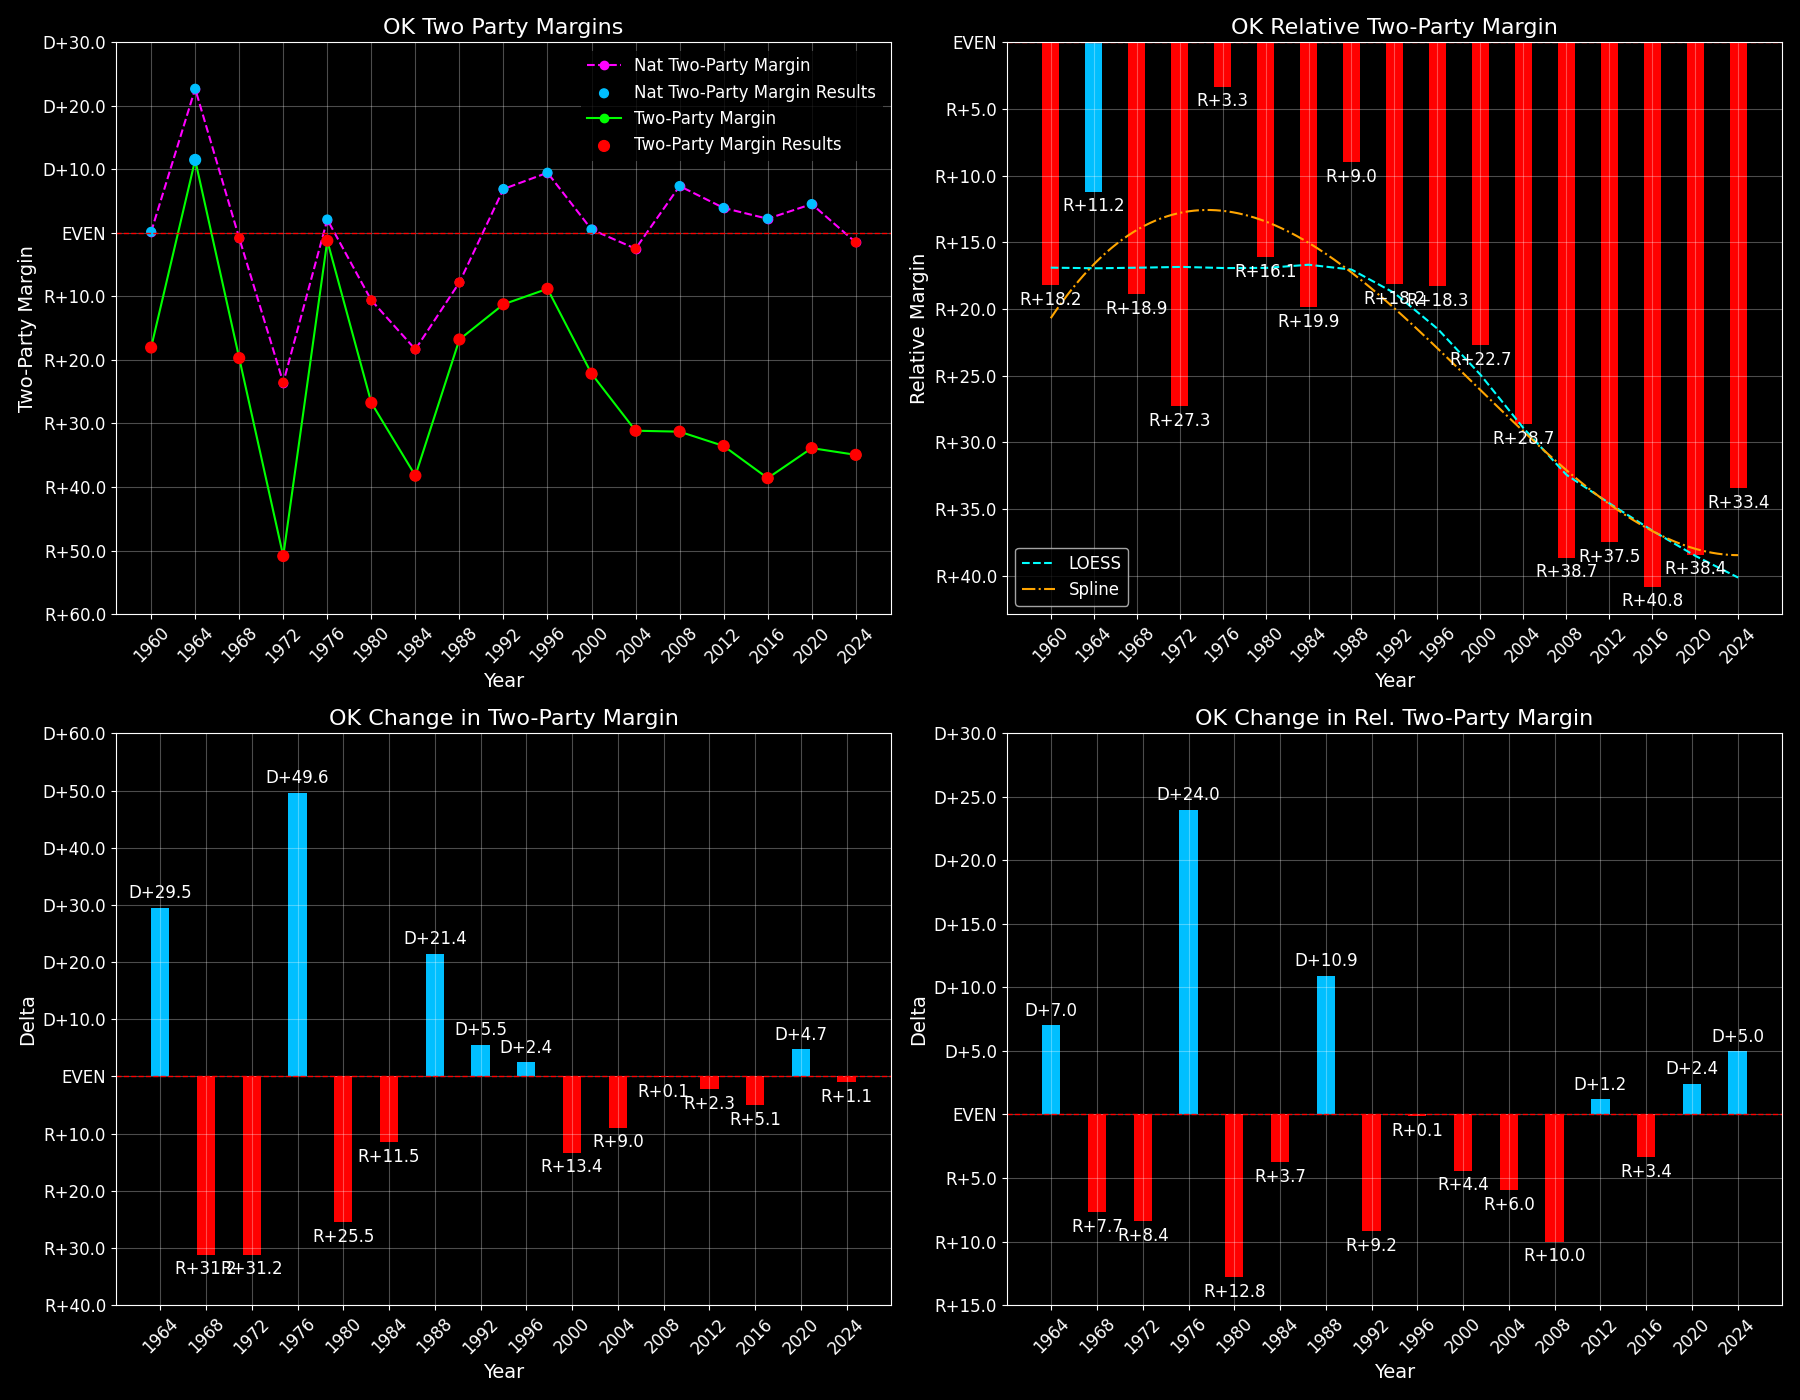 OK Two Party Margins
Two-Party Margin
D+30.0
D+20.0
D+10.0
EVEN
R+10.0
R+20.0
R+30.0
R+40.0
R+50.0
R+60.0
Nat Two-Party Margin
Nat Two-Party Margin Results
Two-Party Margin
Two-Party Margin Results
1960 1964 1968 1972 1976 1980 1984 1988 1992 1996 2000 2004 2008 2012 2016 2020 2024
Year
OK Relative Two-Party Margin
Relative Margin
EVEN
R+5.0
R+10.0
R+15.0
R+20.0
R+25.0
R+30.0
R+35.0
R+40.0
R+18.2
R+11.2
R+18.9
R+27.3
R+3.3
R+16.1
R+19.9
R+9.0
R+18.2
R+18.3
R+22.7
R+28.7
R+38.7
R+37.5
R+40.8
R+38.4
R+33.4
LOESS
Spline
1960 1964 1968 1972 1976 1980 1984 1988 1992 1996 2000 2004 2008 2012 2016 2020 2024
Year
OK Change in Two-Party Margin
Delta
D+60.0
D+50.0
D+40.0
D+30.0
D+20.0
D+10.0
EVEN
R+10.0
R+20.0
R+30.0
R+40.0
D+29.5
R+31.2
R+31.2
D+49.6
R+25.5
R+11.5
D+21.4
D+5.5
D+2.4
R+13.4
R+9.0
R+0.1
R+2.3
R+5.1
D+4.7
R+1.1
1964 1968 1972 1976 1980 1984 1988 1992 1996 2000 2004 2008 2012 2016 2020 2024
Year
OK Change in Rel. Two-Party Margin
Delta
D+30.0
D+25.0
D+20.0
D+15.0
D+10.0
D+5.0
EVEN
R+5.0
R+10.0
R+15.0
D+7.0
R+7.7
R+8.4
D+24.0
R+12.8
R+3.7
D+10.9
R+9.2
R+0.1
R+4.4
R+6.0
R+10.0
D+1.2
R+3.4
D+2.4
D+5.0
1964 1968 1972 1976 1980 1984 1988 1992 1996 2000 2004 2008 2012 2016 2020 2024
Year